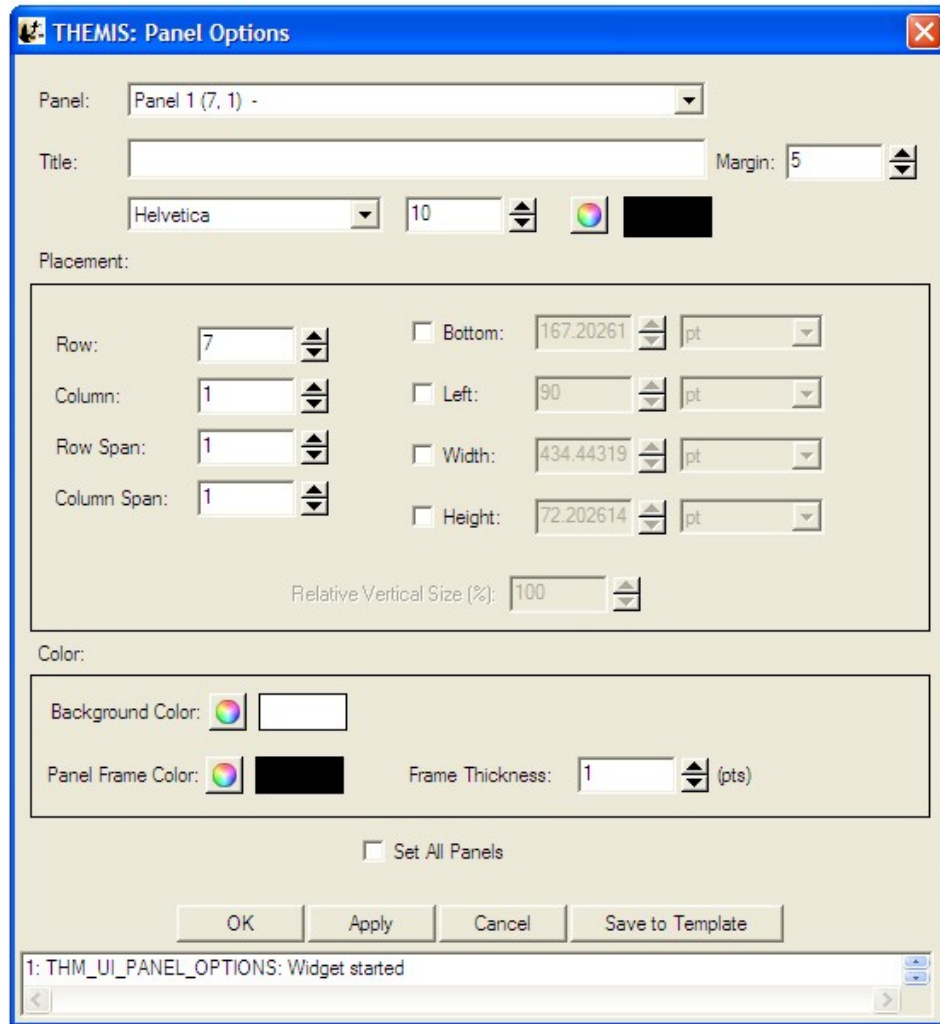 THEMIS: Panel Options
Panel: Panel 1 (7, 1) -
Title: Margin: 5
Helvetica 10
Placement:
Row: 7 Bottom: 167.20261 pt
Column: 1 Left: 90 pt
Row Span: 1 Width: 434.44319 pt
Column Span: 1 Height: 72.202614 pt
Relative Vertical Size (%): 100
Color:
Background Color:
Panel Frame Color: Frame Thickness: 1 (pts)
Set All Panels
OK Apply Cancel Save to Template
1: THM_UI_PANEL_OPTIONS: Widget started